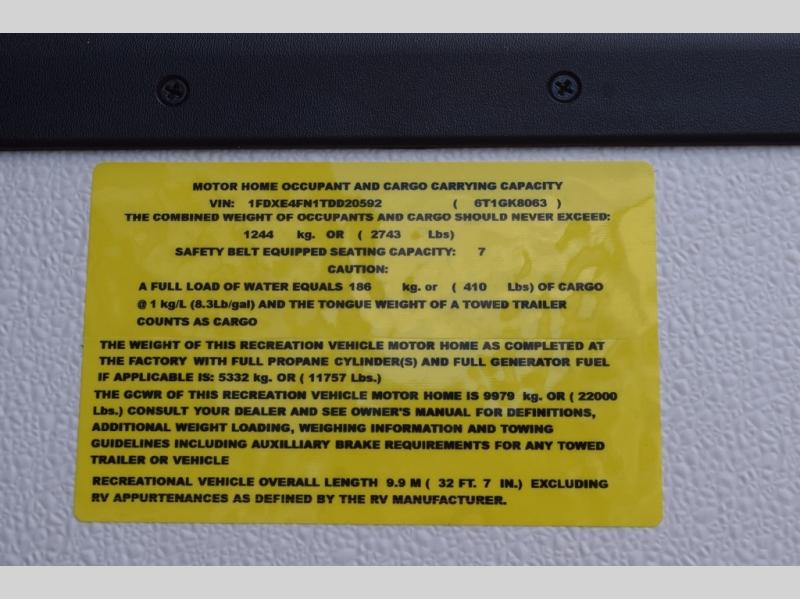 MOTOR HOME OCCUPANT AND CARGO CARRYING CAPACITY
VIN: 1FDXE4FN1TDD20592 ( 6T1GK8063 )
THE COMBINED WEIGHT OF OCCUPANTS AND CARGO SHOULD NEVER EXCEED:
1244 kg. OR ( 2743 Lbs)
SAFETY BELT EQUIPPED SEATING CAPACITY: 7
CAUTION:
A FULL LOAD OF WATER EQUALS 186 kg. or ( 410 Lbs) OF CARGO
@ 1 kg/L (8.3Lb/gal) AND THE TONGUE WEIGHT OF A TOWED TRAILER
COUNTS AS CARGO
THE WEIGHT OF THIS RECREATION VEHICLE MOTOR HOME AS COMPLETED AT
THE FACTORY WITH FULL PROPANE CYLINDER(S) AND FULL GENERATOR FUEL
IF APPLICABLE IS: 5332 kg. OR ( 11757 Lbs.)
THE GCWR OF THIS RECREATION VEHICLE MOTOR HOME IS 9979 kg. OR ( 22000
Lbs.) CONSULT YOUR DEALER AND SEE OWNER'S MANUAL FOR DEFINITIONS,
ADDITIONAL WEIGHT LOADING, WEIGHING INFORMATION AND TOWING
GUIDELINES INCLUDING AUXILLIARY BRAKE REQUIREMENTS FOR ANY TOWED
TRAILER OR VEHICLE
RECREATIONAL VEHICLE OVERALL LENGTH 9.9 M ( 32 FT. 7 IN.) EXCLUDING
RV APPURTENANCES AS DEFINED BY THE RV MANUFACTURER.